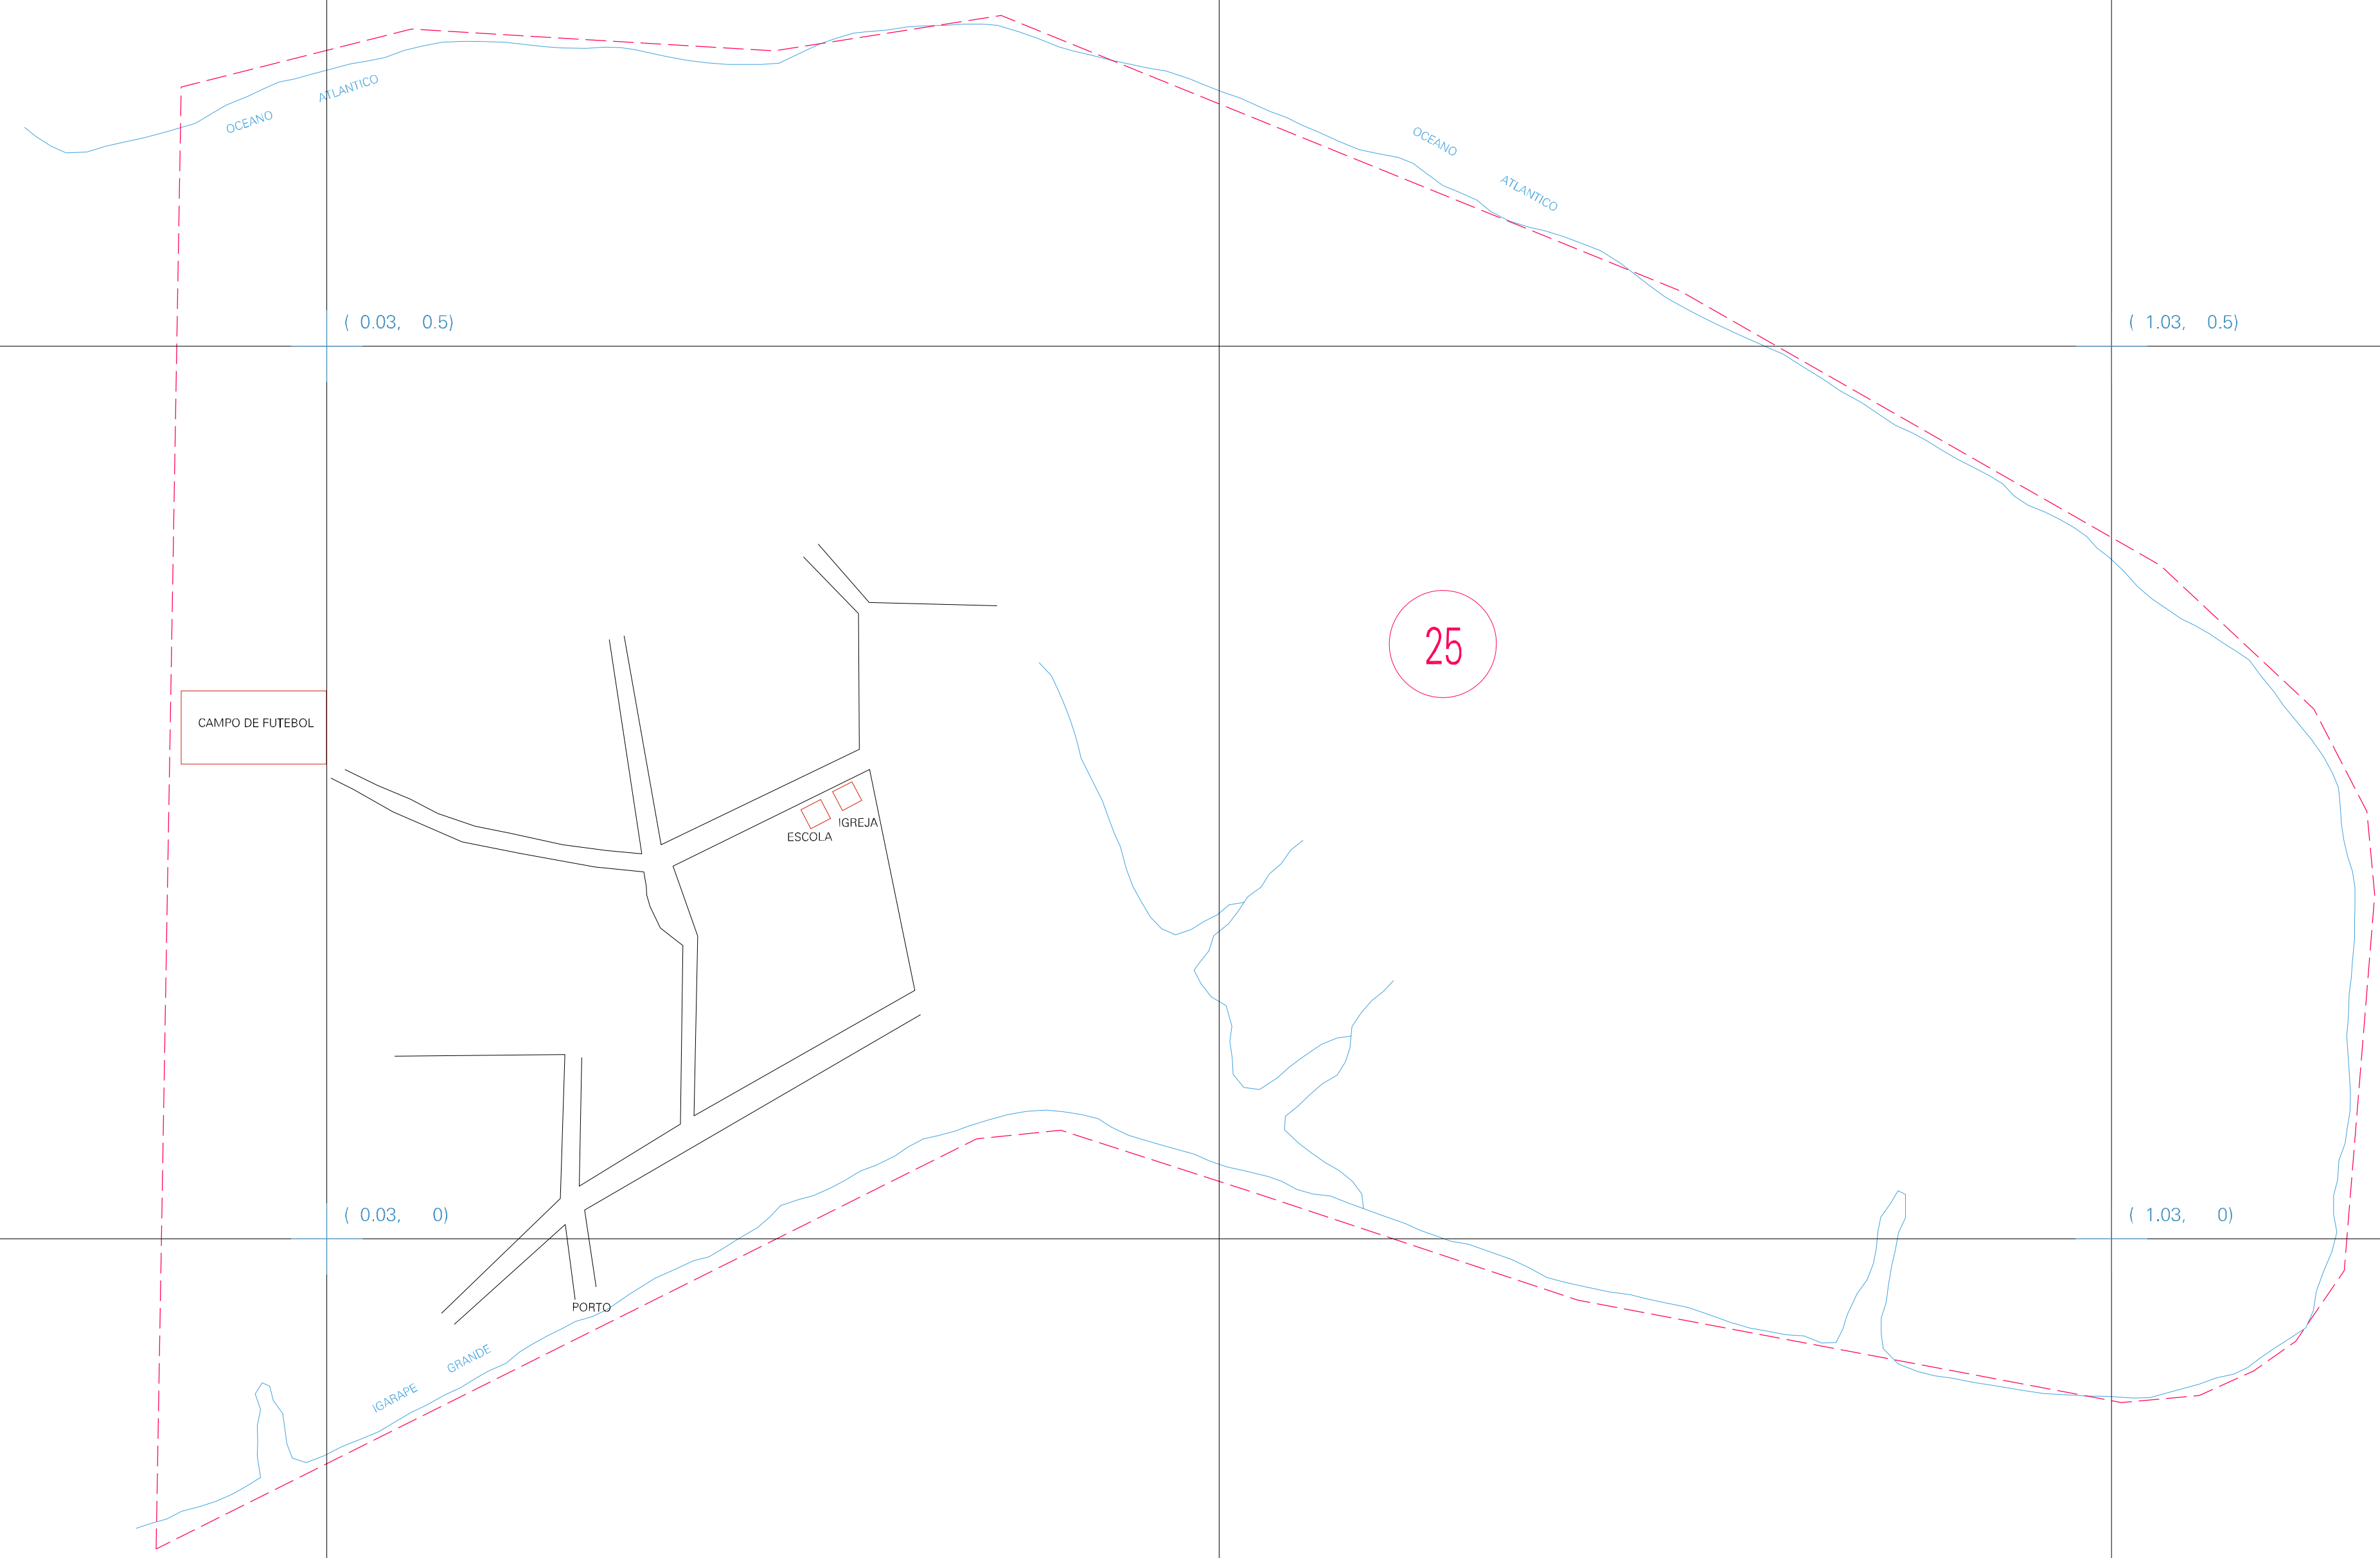 OCEANO ATLANTICO
OCEANO ATLANTICO
( 0.03, 0.5)
( 1.03, 0.5)
25
CAMPO DE FUTEBOL
IGREJA
ESCOLA
( 0.03, 0)
( 1.03, 0)
PORTO
IGARAPE GRANDE